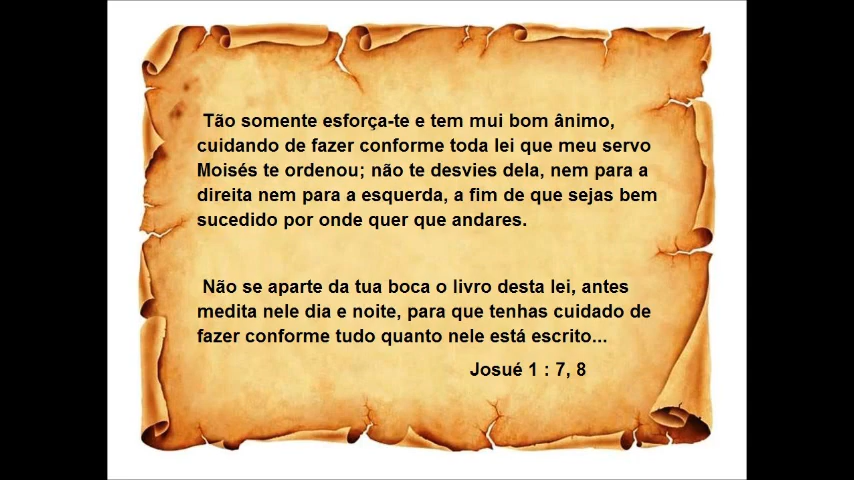 Tão somente esforça-te e tem mui bom ânimo,
cuidando de fazer conforme toda lei que meu servo
Moisés te ordenou; não te desvies dela, nem para a
direita nem para a esquerda, a fim de que sejas bem
sucedido por onde quer que andares.
Não se aparte da tua boca o livro desta lei, antes
medita nele dia e noite, para que tenhas cuidado de
fazer conforme tudo quanto nele está escrito...
Josué 1 : 7, 8